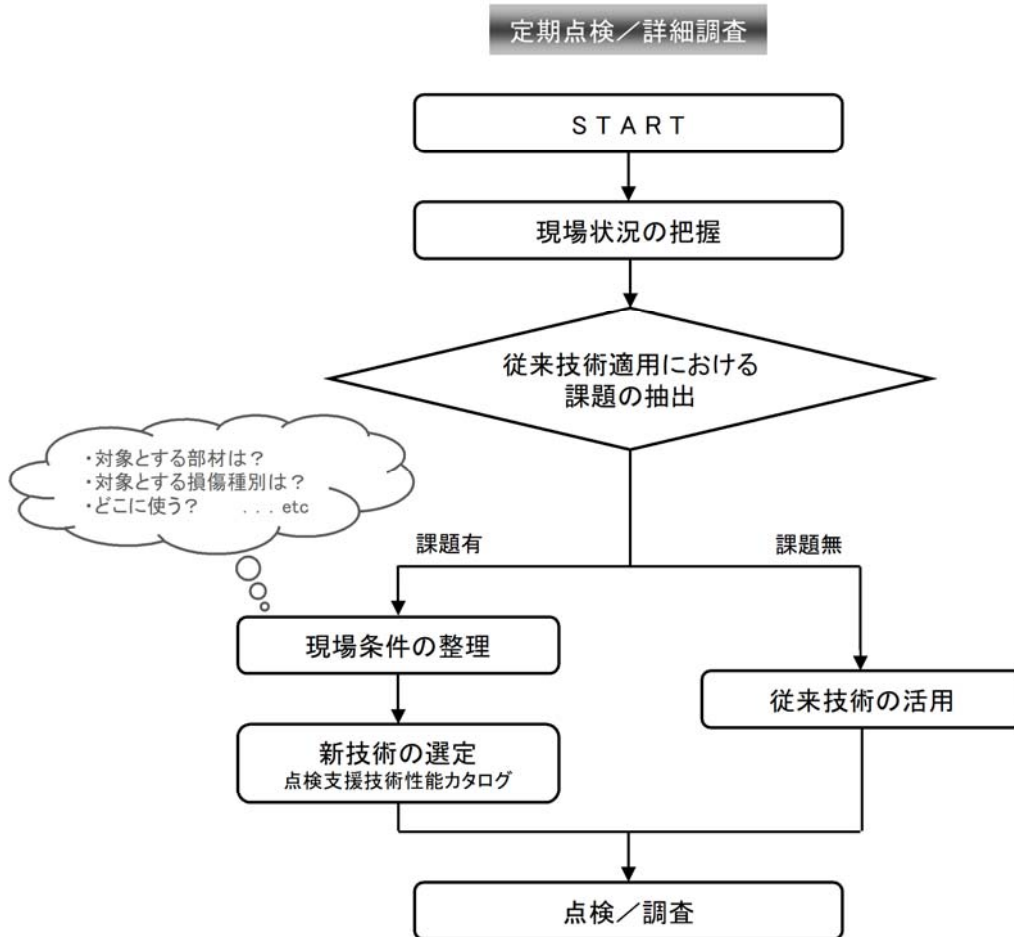 定期点検／詳細調査
ＳＴＡＲＴ
現場状況の把握
従来技術適用における
課題の抽出
・対象とする部材は？
・対象とする損傷種別は？
・どこに使う？　　...etc
課題有
課題無
現場条件の整理
従来技術の活用
新技術の選定
点検支援技術性能カタログ
点検／調査